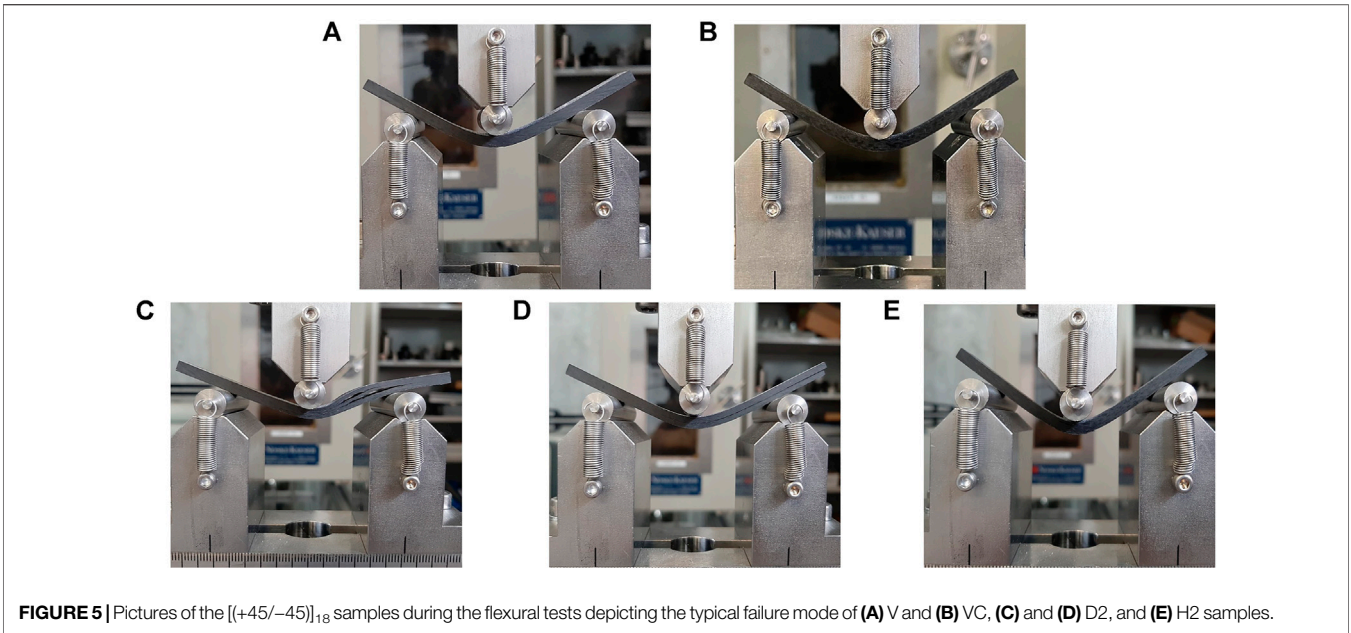 A
B
C
D
E
FIGURE 5 | Pictures of the [(+45/−45)]18 samples during the flexural tests depicting the typical failure mode of (A) V and (B) VC, (C) and (D) D2, and (E) H2 samples.